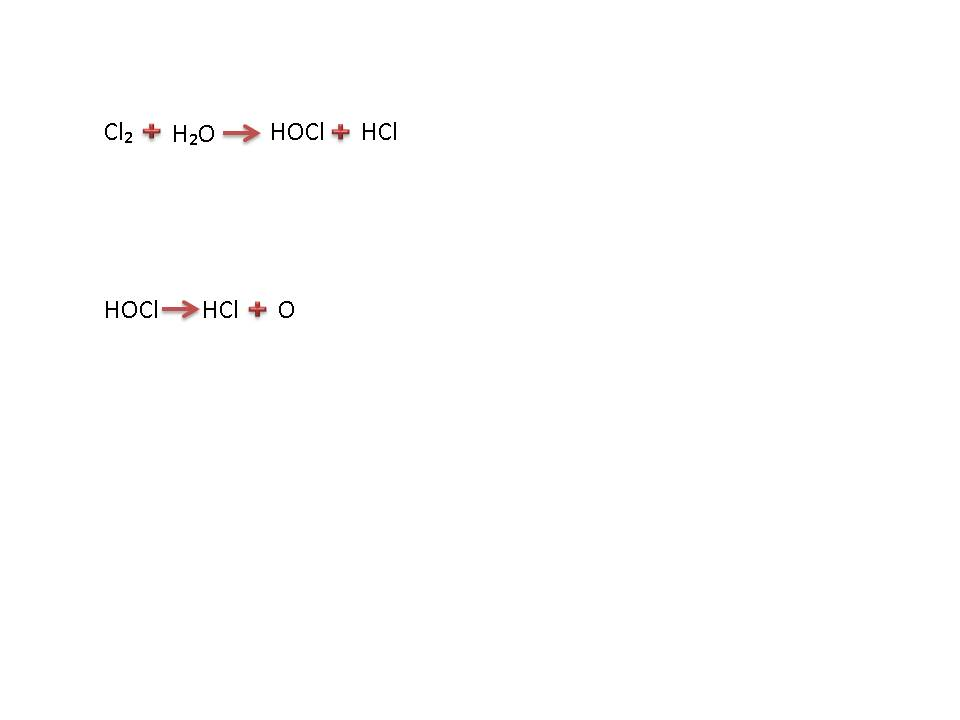 Cl₂ + H₂O → HOCl + HCl
HOCl → HCl + O